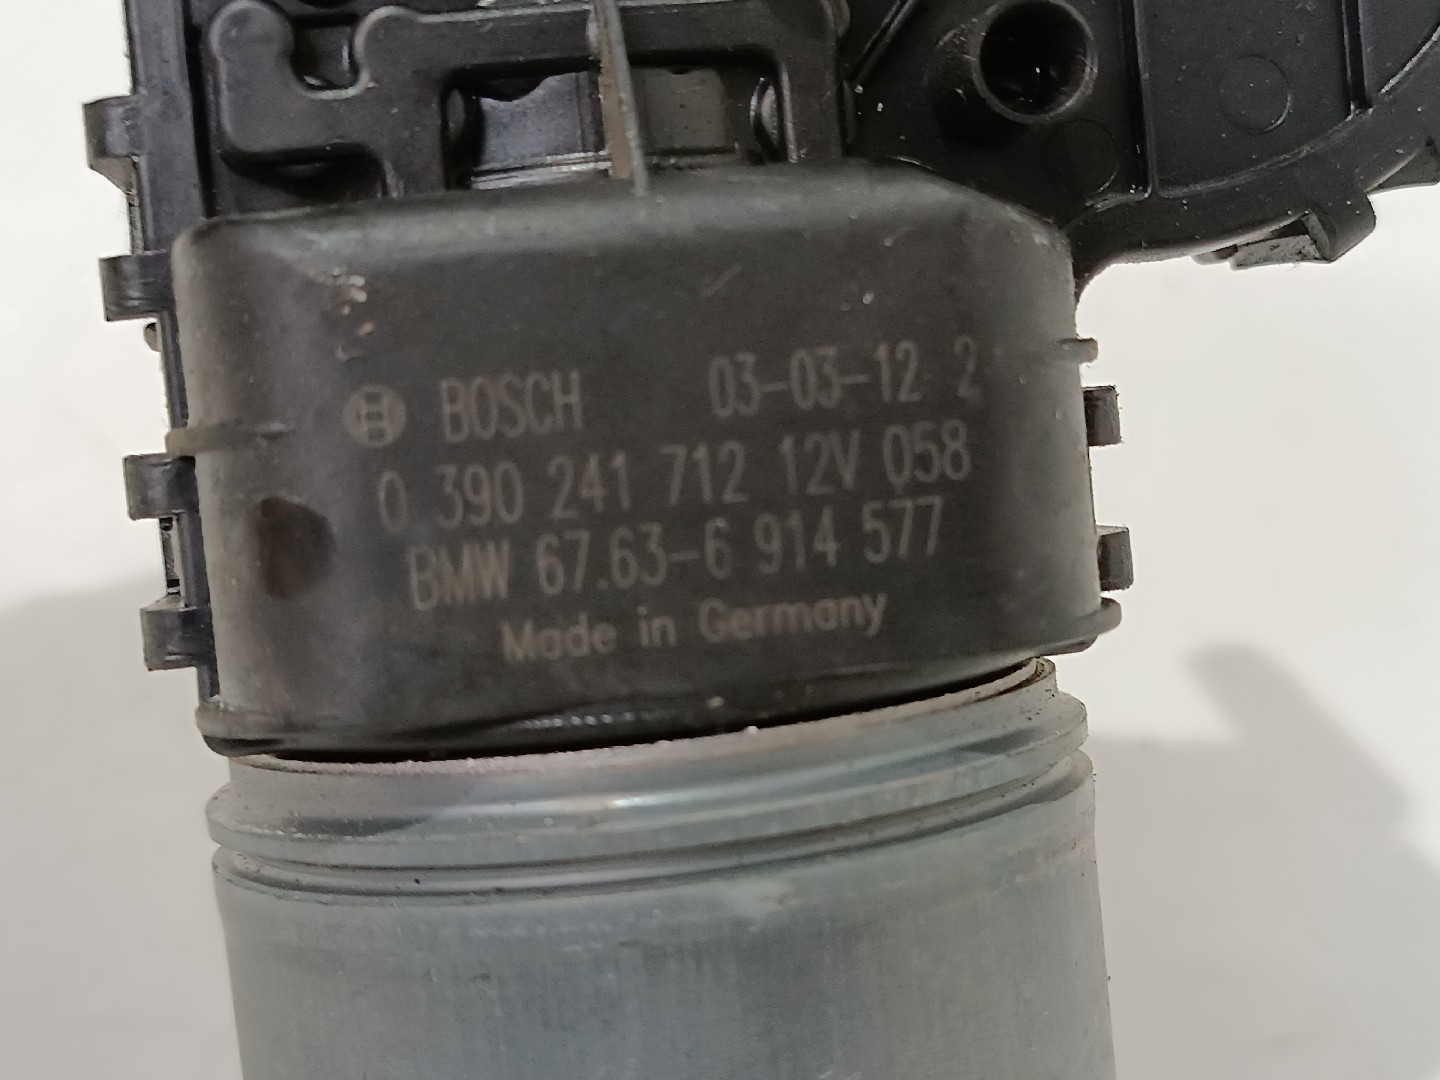 BOSCH 03-03-12 2
0 390 241 712 12V 058
BMW 67.63-6 914 577
Made in Germany